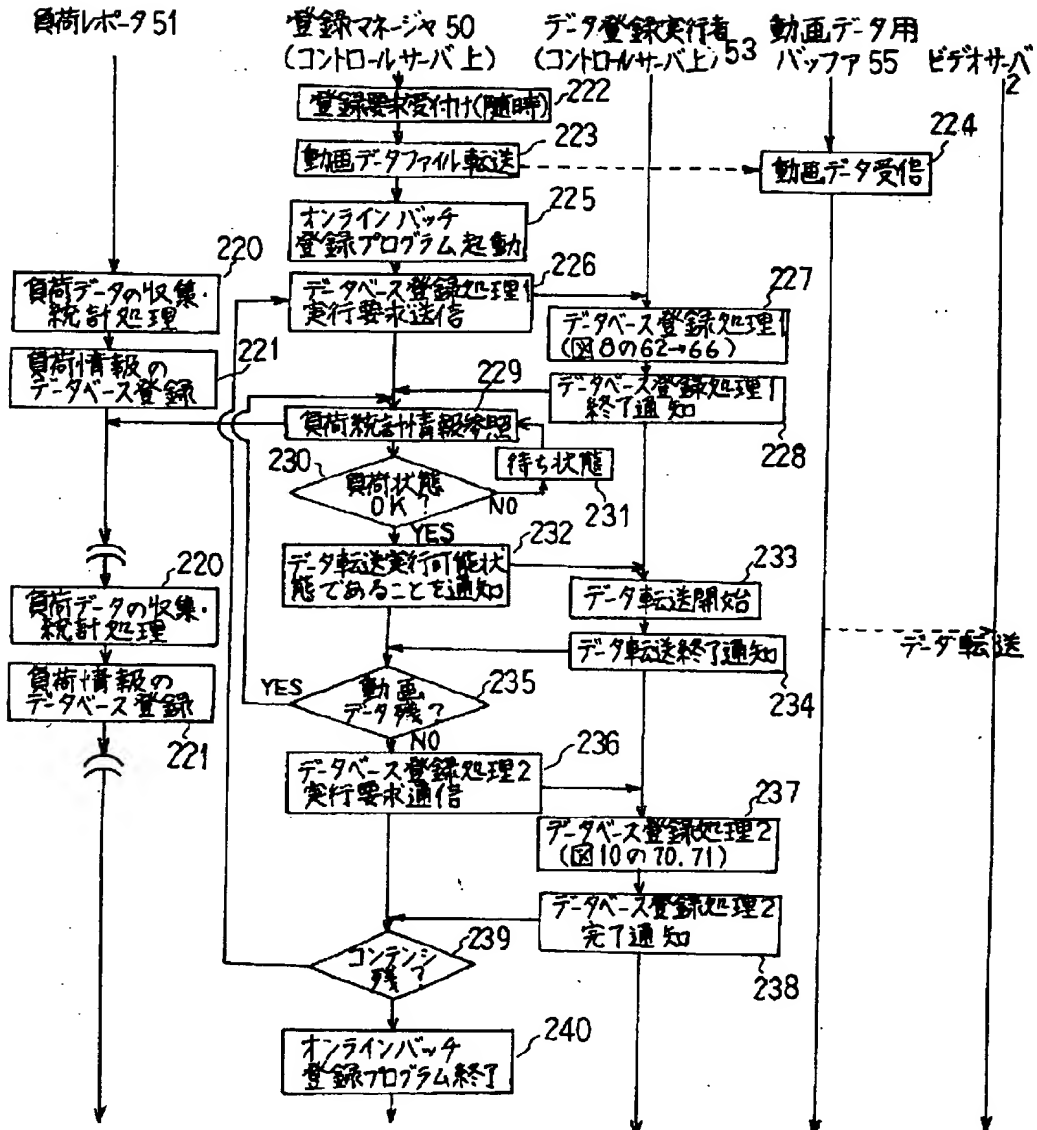 負荷レポータ 51
登録マネージャ 50
(コントロールサーバ上)
データ登録実行者
(コントロールサーバ上) 53
動画データ用
バッファ 55
ビデオサーバ
2
登録要求受付け(随時)
222
動画データファイル転送
223
動画データ受信
224
オンラインバッチ
登録プログラム起動
225
負荷データの収集・
統計処理
220
データベース登録処理1
実行要求送信
226
データベース登録処理1
(図8の62→66)
227
負荷情報の
データベース登録
221
データベース登録処理1
終了通知
228
負荷統計情報参照
229
負荷状態
OK?
230
NO
待ち状態
231
YES
データ転送実行可能状
態であることを通知
232
データ転送開始
233
負荷データの収集・
統計処理
220
データ転送
データ転送終了通知
234
負荷情報の
データベース登録
221
動画
データ残?
235
YES
NO
データベース登録処理2
実行要求通信
236
データベース登録処理2
(図10の70.71)
237
データベース登録処理2
完了通知
238
コンテンツ
残?
239
オンラインバッチ
登録プログラム終了
240